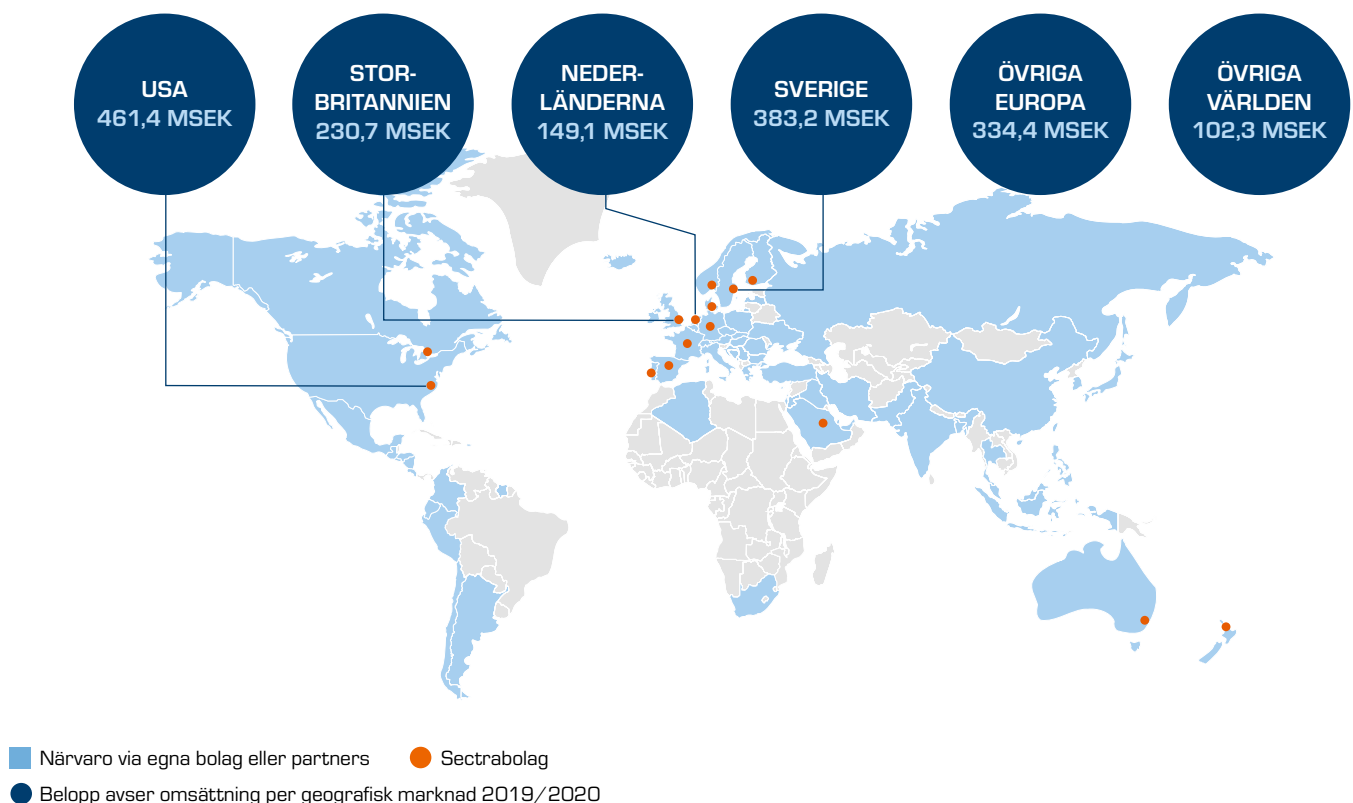 USA
461,4 MSEK
STOR-
BRITANNIEN
230,7 MSEK
NEDER-
LÄNDERNA
149,1 MSEK
SVERIGE
383,2 MSEK
ÖVRIGA
EUROPA
334,4 MSEK
ÖVRIGA
VÄRLDEN
102,3 MSEK
Närvaro via egna bolag eller partners
Sectrabolag
Belopp avser omsättning per geografisk marknad 2019/2020